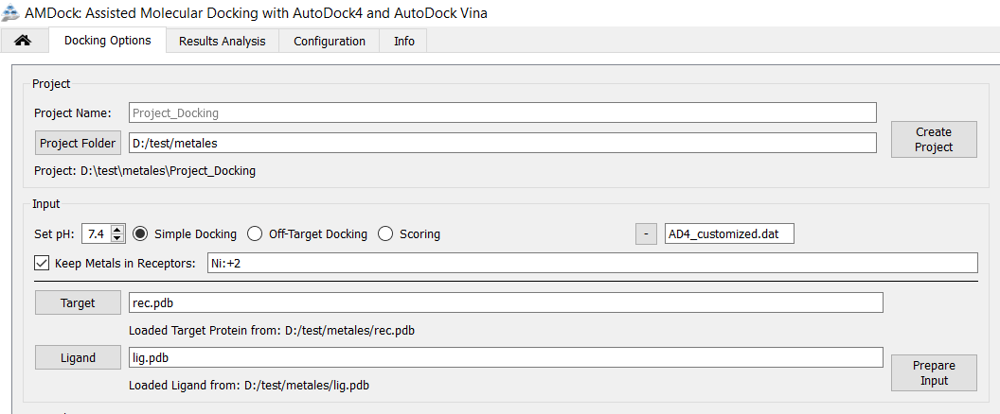 AMDock: Assisted Molecular Docking with AutoDock4 and AutoDock Vina
Docking Options Results Analysis Configuration Info
Project
Project Name: Project_Docking
Project Folder D:/test/metales
Create Project
Project: D:\test\metales\Project_Docking
Input
Set pH: 7.4 Simple Docking Off-Target Docking Scoring - AD4_customized.dat
Keep Metals in Receptors: Ni:+2
Target rec.pdb
Loaded Target Protein from: D:/test/metales/rec.pdb
Ligand lig.pdb
Prepare Input
Loaded Ligand from: D:/test/metales/lig.pdb